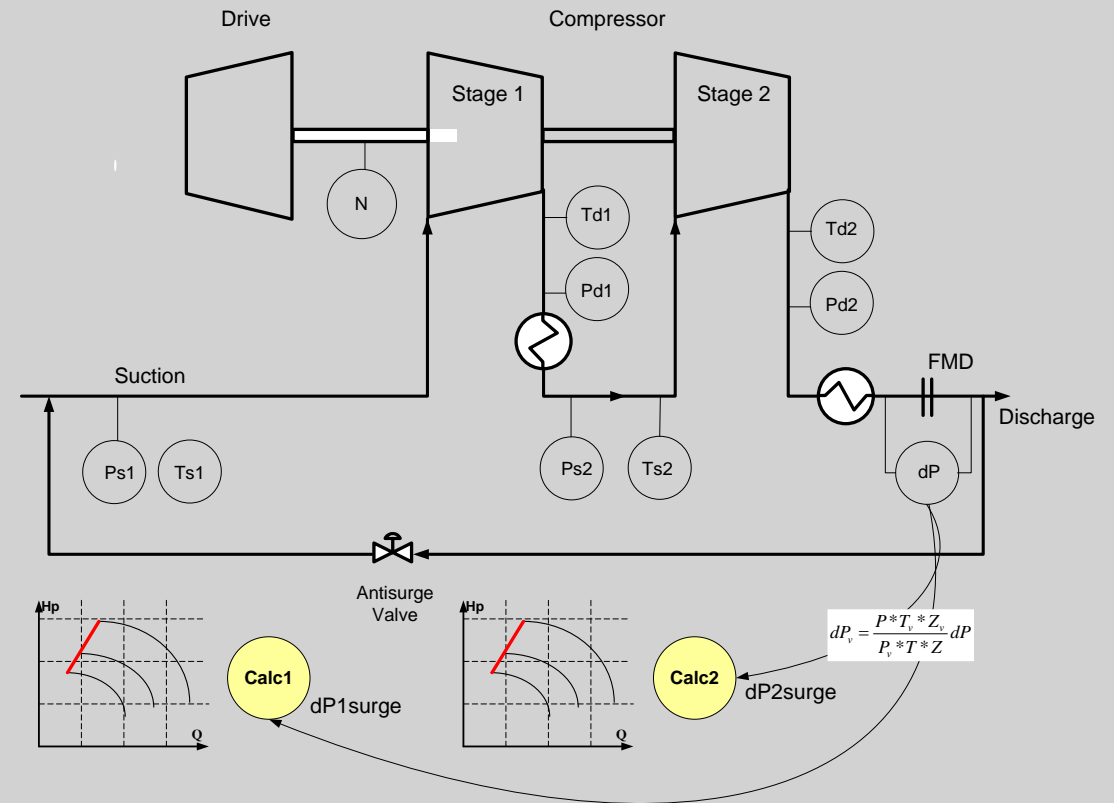 Drive
Compressor
Stage 1
Stage 2
N
Td1
Td2
Pd1
Pd2
Suction
FMD
Discharge
Ps1
Ts1
Ps2
Ts2
dP
Antisurge
Valve
Hp
Q
Calc1
dP1surge
Hp
Q
Calc2
dP2surge
dP_v = \frac{P*T_v*Z_v}{P_v*T*Z} dP